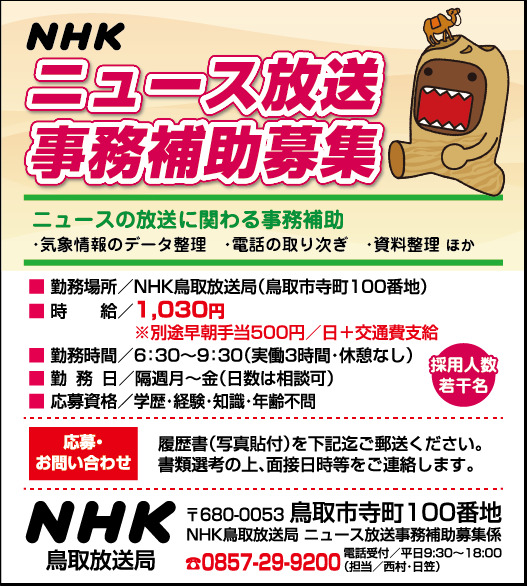 NHK
ニュース放送
事務補助募集
ニュースの放送に関わる事務補助
・気象情報のデータ整理 ・電話の取り次ぎ ・資料整理 ほか
■ 勤務場所／NHK鳥取放送局（鳥取市寺町100番地）
■ 時 給／1,030円
※別途早朝手当500円／日＋交通費支給
■ 勤務時間／6：30〜9：30（実働3時間・休憩なし）
■ 勤 務 日／隔週月〜金（日数は相談可）
■ 応募資格／学歴・経験・知識・年齢不問
採用人数
若干名
応募・
お問い合わせ
履歴書（写真貼付）を下記迄ご郵送ください。
書類選考の上、面接日時等をご連絡します。
NHK
鳥取放送局
〒680-0053 鳥取市寺町100番地
NHK鳥取放送局 ニュース放送事務補助募集係
☎0857-29-9200
電話受付／平日9:30〜18:00
（担当／西村・日笠）